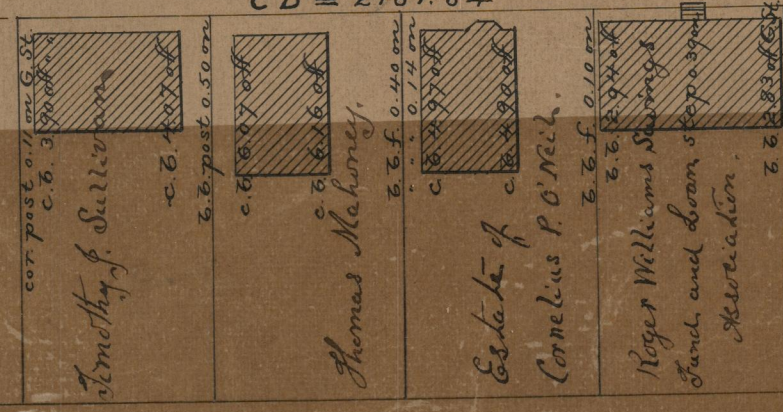 cor. post 0.11 on G. St.
c. b. 3.90 off " "
Timothy J. Sullivan
c. b. 4.07 off
t. b. post 0.50 on
c. b. 6.07 off
c. b. 6.16 off
Thomas Mahoney.
t. b. f. 0.40 on
" " " 0.14 on
c. b. 4.97 off
Estate of
c. b. 4.90 off
Cornelius P. O'Neil.
t. b. f. 0.10 on
t. b. 2.94 off
Roger Williams Savings
Fund and Loan
step 0.39 on
Association.
t. b. 2.83 off G. St.